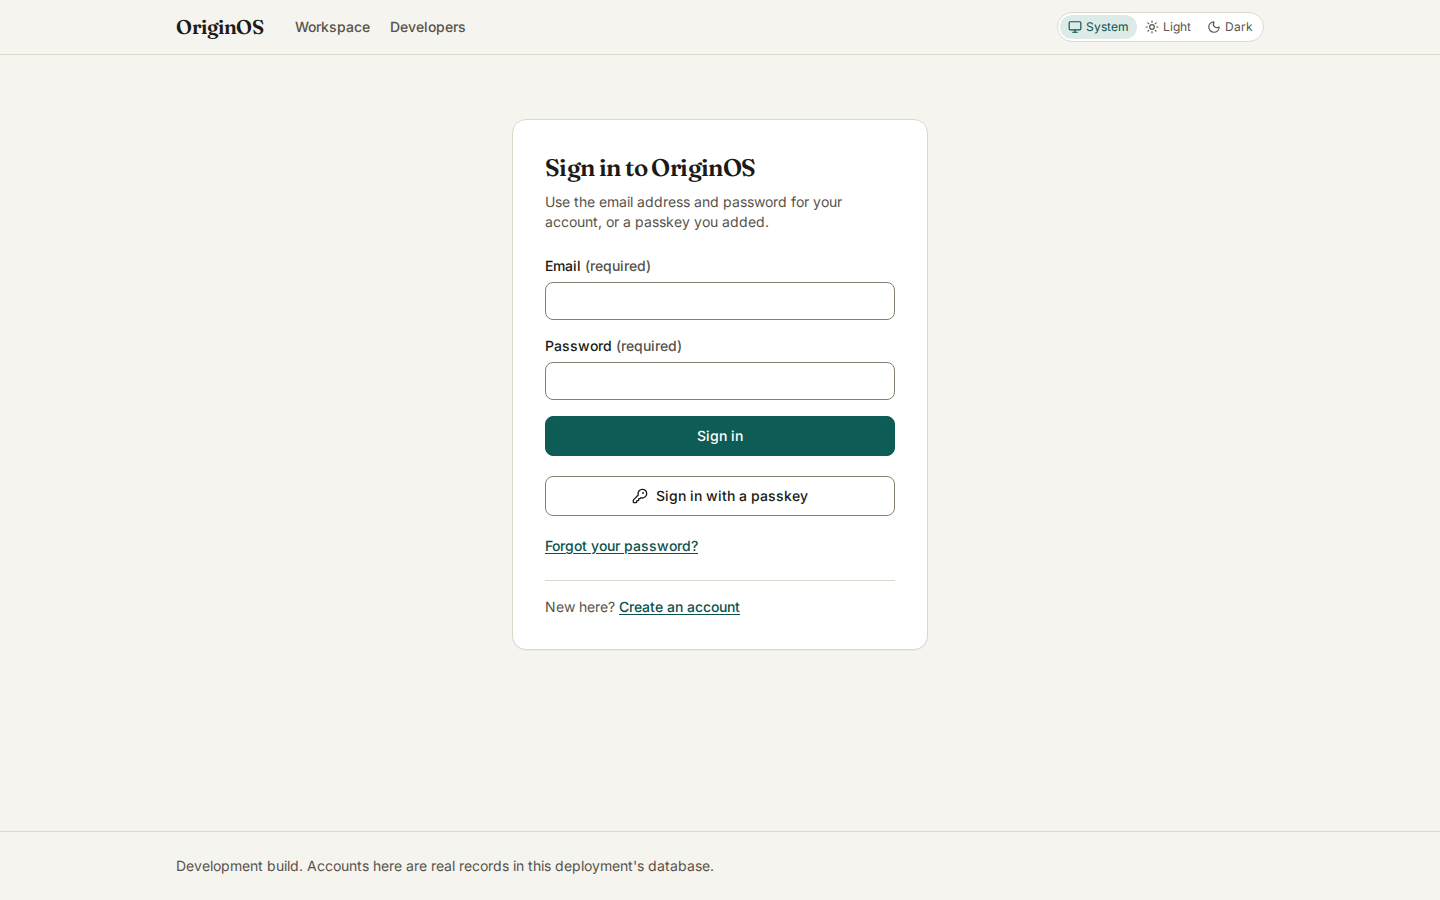 OriginOS Workspace Developers System Light Dark
Sign in to OriginOS
Use the email address and password for your
account, or a passkey you added.
Email (required)
Password (required)
Sign in
Sign in with a passkey
Forgot your password?
New here? Create an account
Development build. Accounts here are real records in this deployment's database.